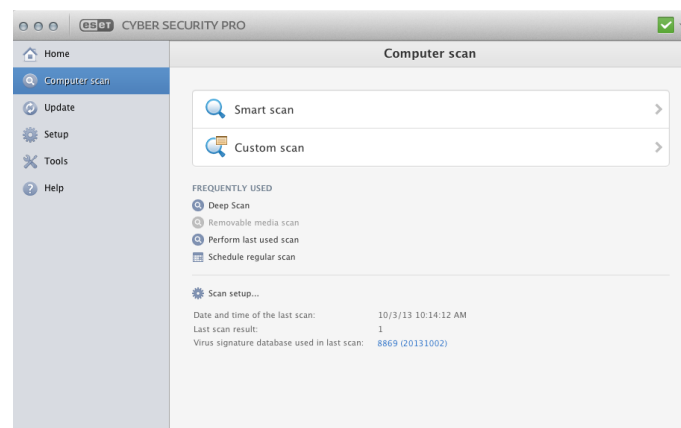 eset CYBER SECURITY PRO
Home
Computer scan
Update
Setup
Tools
Help
Computer scan
Smart scan
Custom scan
FREQUENTLY USED
Deep Scan
Removable media scan
Perform last used scan
Schedule regular scan
Scan setup...
Date and time of the last scan: 10/3/13 10:14:12 AM
Last scan result: 1
Virus signature database used in last scan: 8869 (20131002)